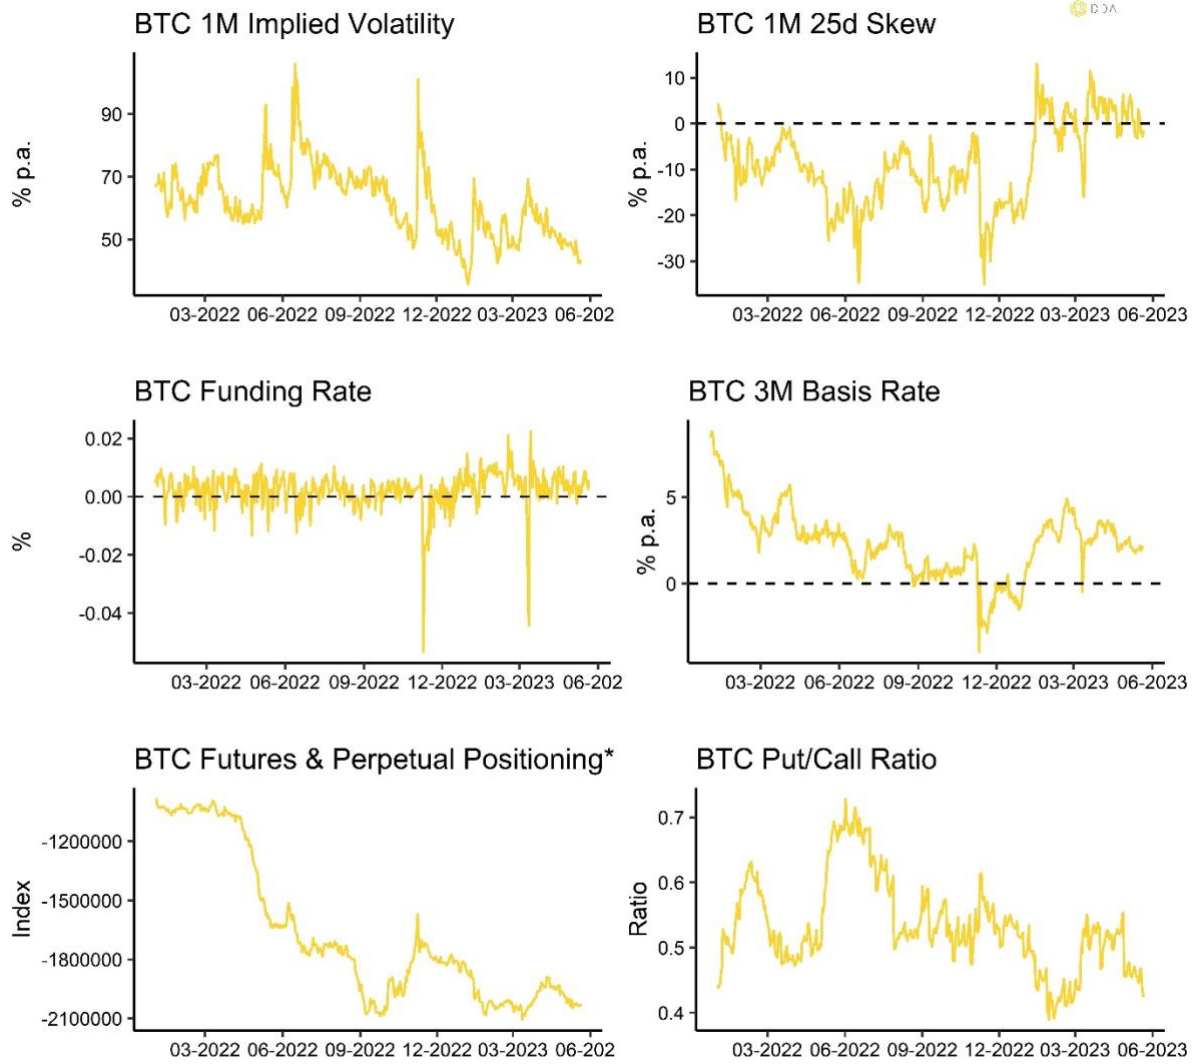 BTC 1M Implied Volatility
BTC 1M 25d Skew
% p.a.
90
70
50
03-2022 06-2022 09-2022 12-2022 03-2023 06-202
% p.a.
10
0
-10
-20
-30
03-2022 06-2022 09-2022 12-2022 03-2023 06-2023
BTC Funding Rate
BTC 3M Basis Rate
%
0.02
0.00
-0.02
-0.04
03-2022 06-2022 09-2022 12-2022 03-2023 06-202
% p.a.
5
0
03-2022 06-2022 09-2022 12-2022 03-2023 06-2023
BTC Futures & Perpetual Positioning*
BTC Put/Call Ratio
Index
-1200000
-1500000
-1800000
-2100000
03-2022 06-2022 09-2022 12-2022 03-2023 06-202
Ratio
0.7
0.6
0.5
0.4
03-2022 06-2022 09-2022 12-2022 03-2023 06-2023